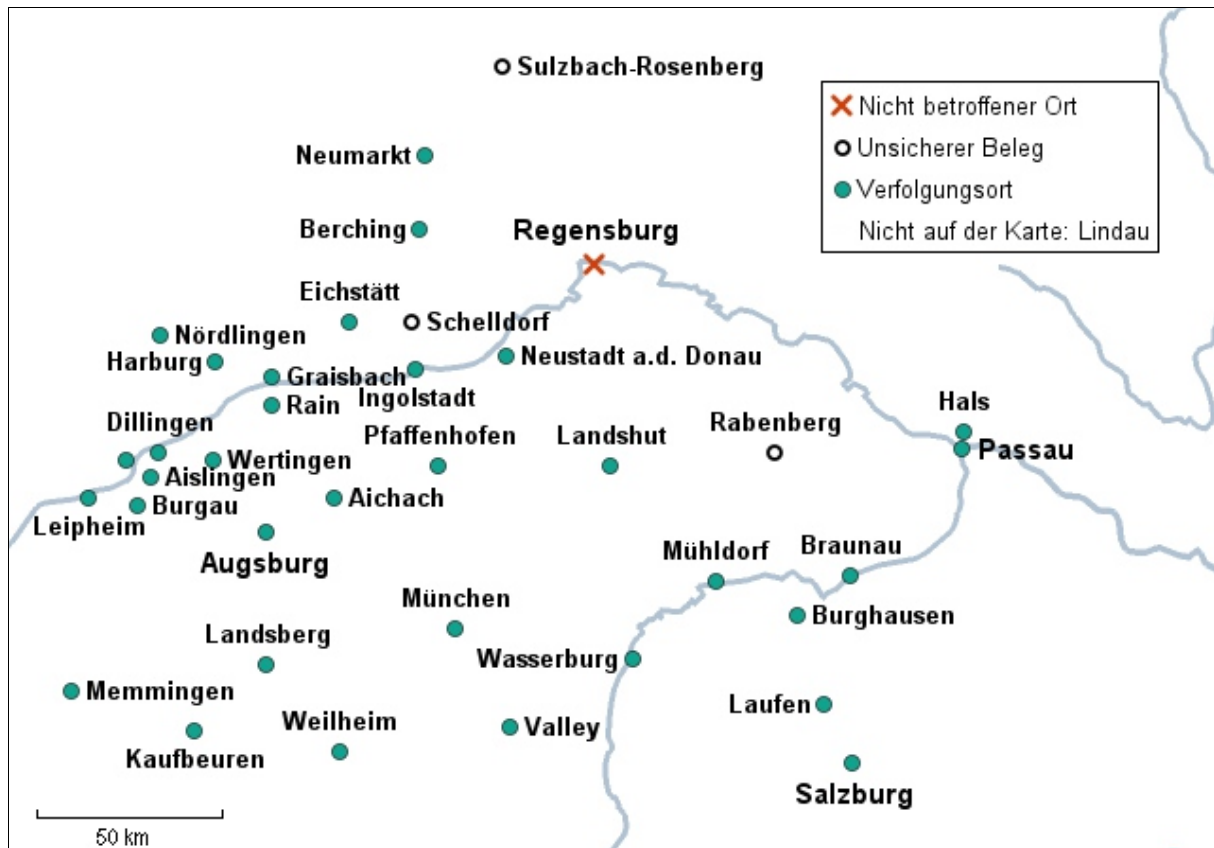 Sulzbach-Rosenberg
Nicht betroffener Ort
Unsicherer Beleg
Verfolgungsort
Nicht auf der Karte: Lindau
Neumarkt
Berching
Regensburg
Eichstätt
Schelldorf
Nördlingen
Harburg
Neustadt a.d. Donau
Graisbach
Ingolstadt
Rain
Dillingen
Pfaffenhofen
Landshut
Rabenberg
Hals
Passau
Wertingen
Aislingen
Aichach
Burgau
Leipheim
Augsburg
Mühldorf
Braunau
München
Burghausen
Landsberg
Wasserburg
Memmingen
Laufen
Weilheim
Valley
Kaufbeuren
Salzburg
50 km